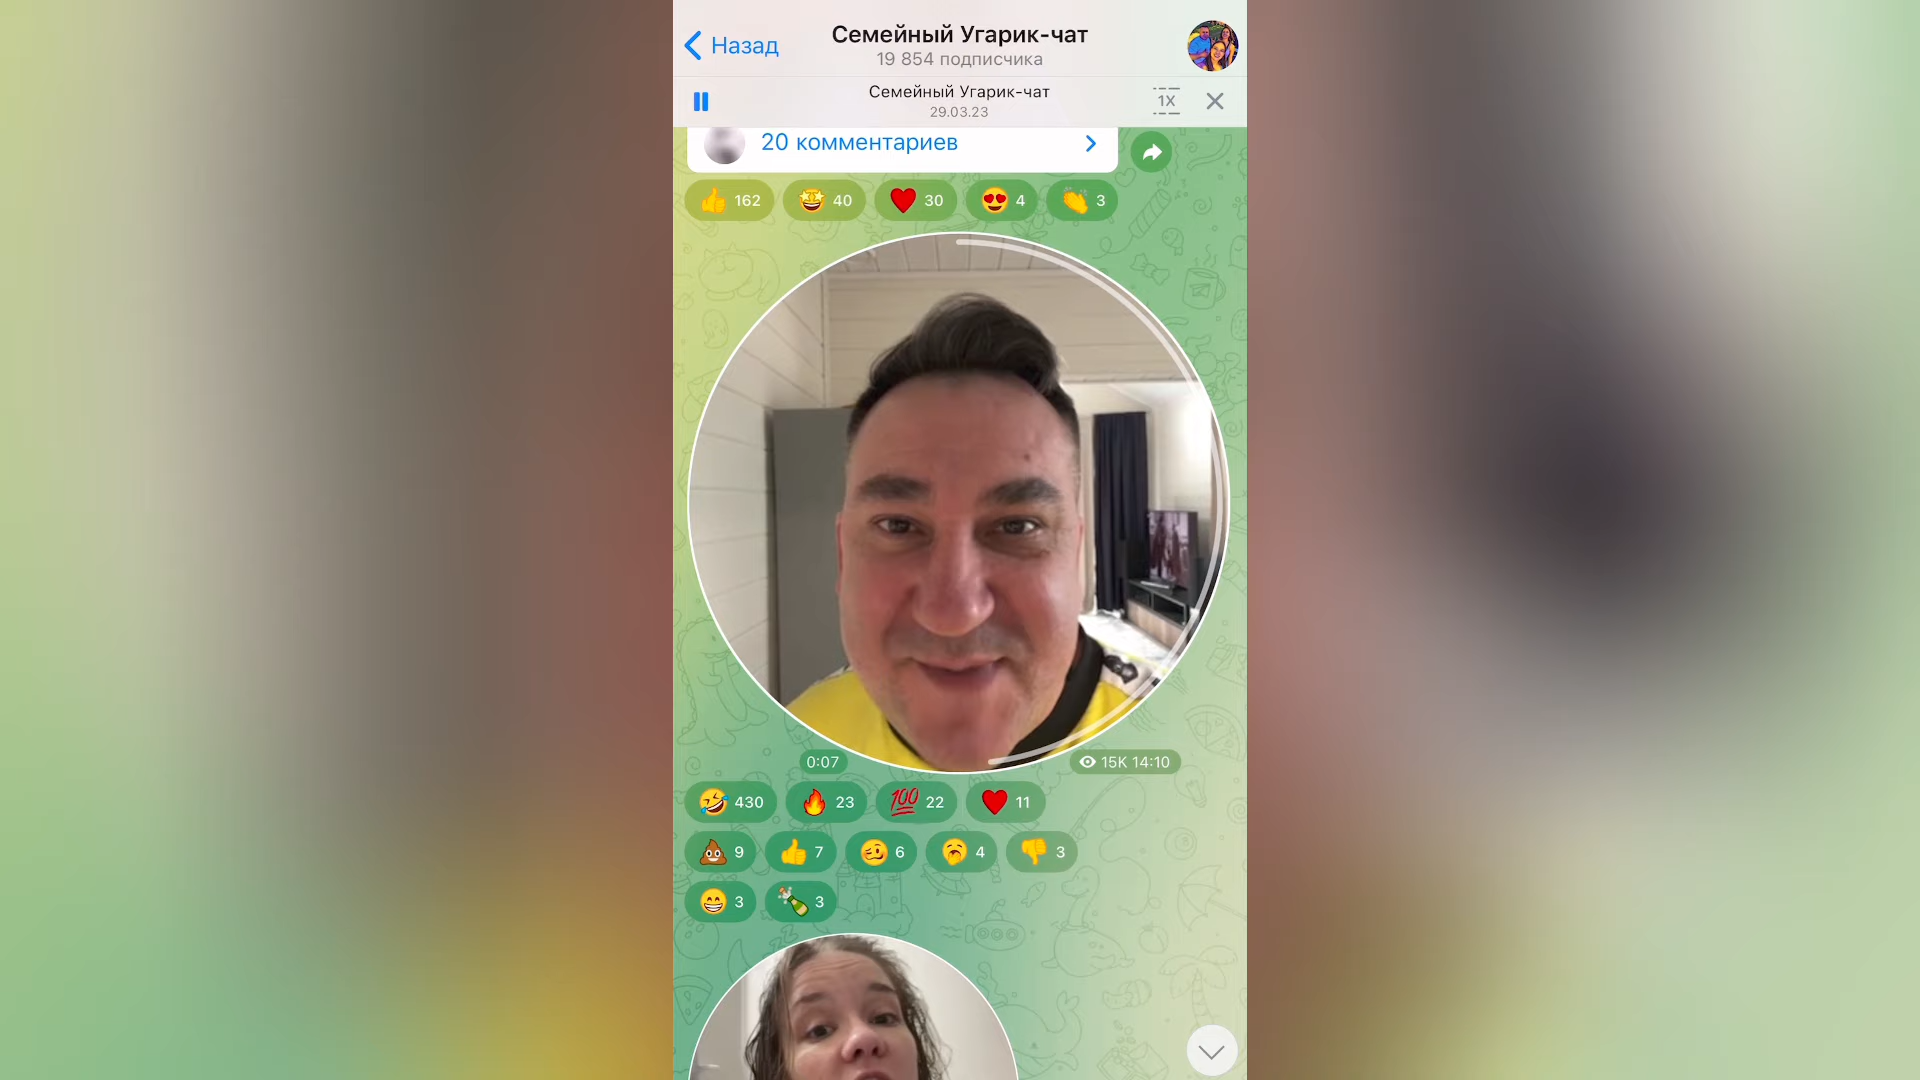 Назад
Семейный Угарик-чат
19 854 подписчика
Семейный Угарик-чат
29.03.23
1X
20 комментариев
162 40 30 4 3
0:07
15K 14:10
430 23 100 22 11
9 7 6 4 3
3 3